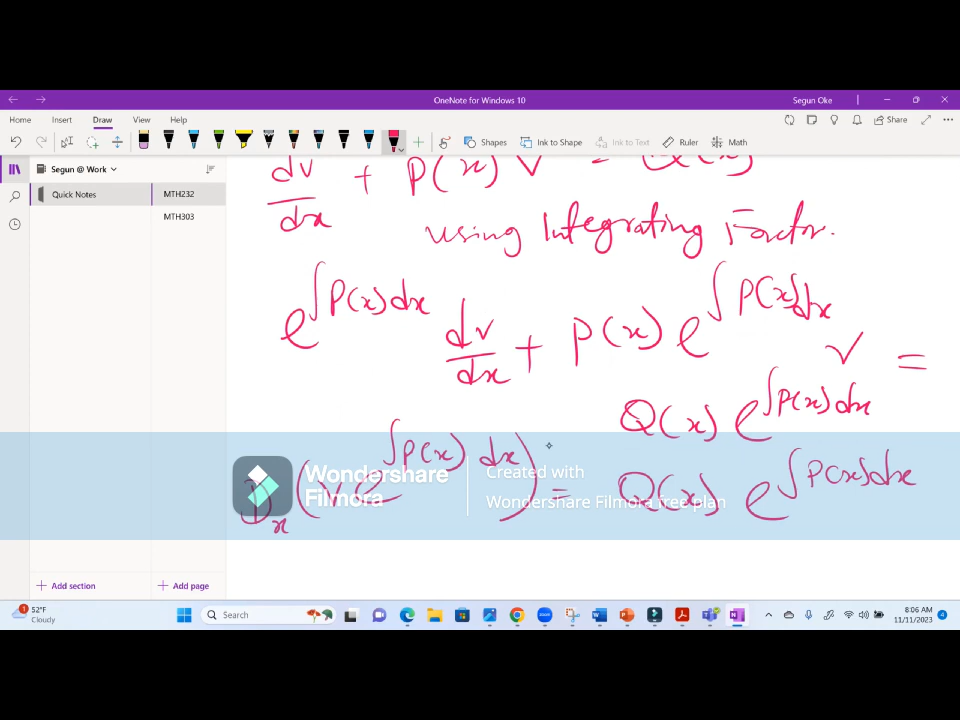 OneNote for Windows 10
Segun Oke
Home Insert Draw View Help
Share
Shapes Ink to Shape Ink to Text Ruler Math
Segun @ Work
Quick Notes
MTH232
MTH303
dv/dx + P(x) v = Q(x)
using Integrating Factor.
e^∫P(x)dx dv/dx + P(x) e^∫P(x)dx v =
Q(x) e^∫P(x)dx
D_x (v e^∫P(x) dx) = Q(x) e^∫P(x)dx
Wondershare
Filmora
Created with
Wondershare Filmora free plan
Add section
Add page
1
52°F
Cloudy
Search
8:06 AM
11/11/2023
4